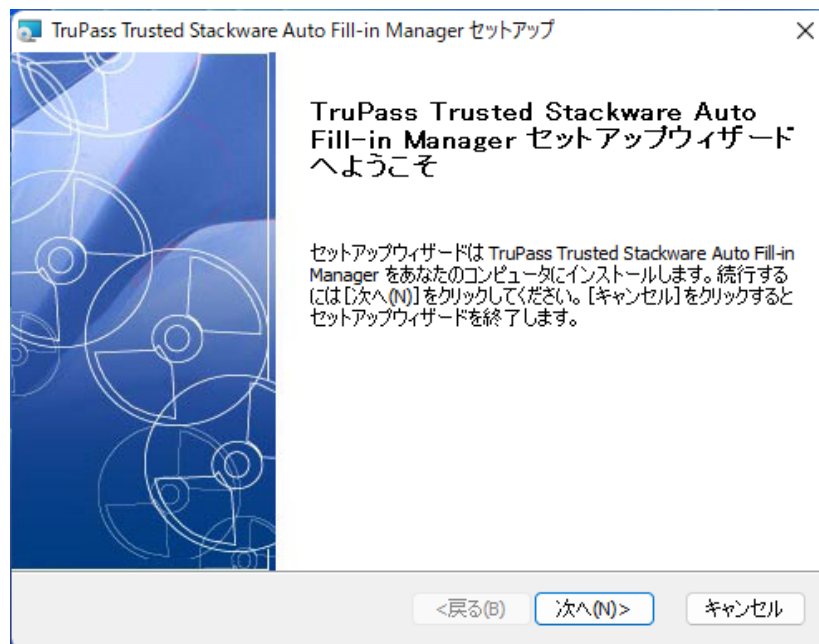 TruPass Trusted Stackware Auto Fill-in Manager セットアップ
TruPass Trusted Stackware Auto
Fill-in Manager セットアップウィザード
へようこそ
セットアップウィザードは TruPass Trusted Stackware Auto Fill-in
Manager をあなたのコンピュータにインストールします。続行する
には [次へ(N)] をクリックしてください。[キャンセル] をクリックすると
セットアップウィザードを終了します。
<戻る(B) 次へ(N)> キャンセル